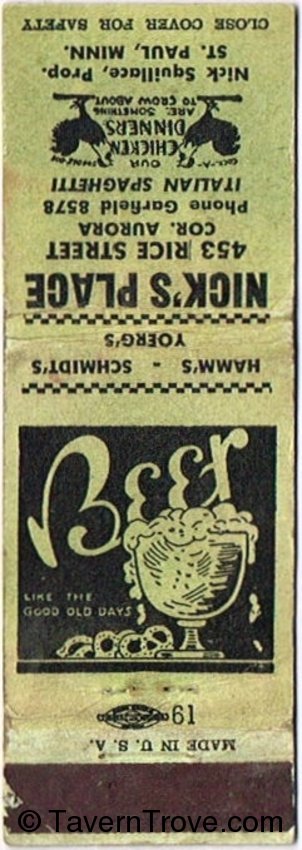 CLOSE COVER FOR SAFETY
ST. PAUL, MINN.
Nick Squillace, Prop.
OUR
CHICKEN
DINNERS
ARE SOMETHING
TO CROW ABOUT
ITALIAN SPAGHETTI
Phone Garfield 8578
COR. AURORA
453 RICE STREET
NICK'S PLACE
YOERG'S
HAMM'S - SCHMIDT'S
Beer
LIKE THE
GOOD OLD DAYS
19
MADE IN U. S. A.
© TavernTrove.com